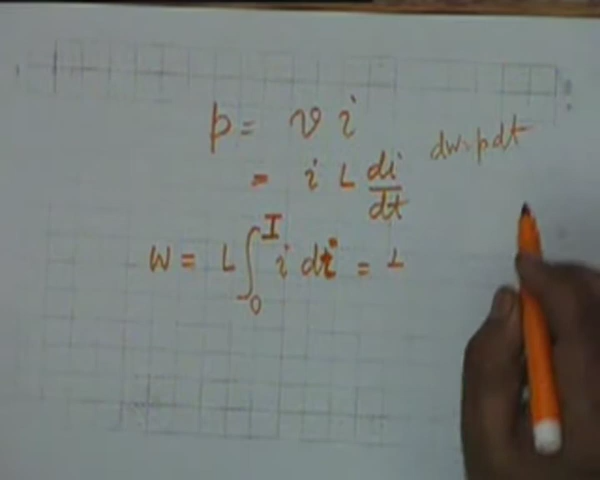 p = v i
= i L di/dt dw = p dt
W = L ∫₀ᴵ i di = L